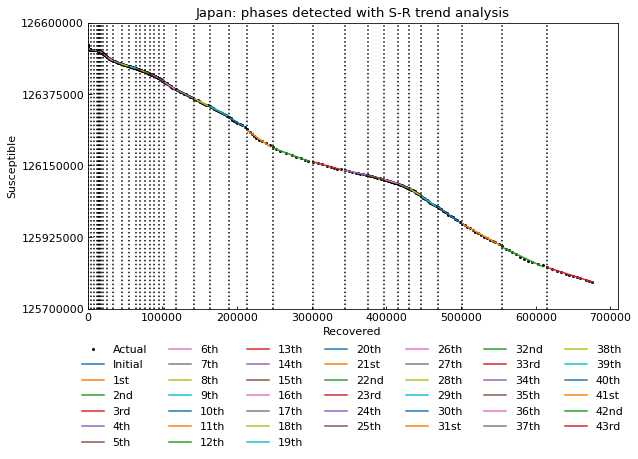 Japan: phases detected with S-R trend analysis
126600000
126375000
126150000
125925000
125700000
Susceptible
0 100000 200000 300000 400000 500000 600000 700000
Recovered
Actual 6th 13th 20th 26th 32nd 38th
Initial 7th 14th 21st 27th 33rd 39th
1st 8th 15th 22nd 28th 34th 40th
2nd 9th 16th 23rd 29th 35th 41st
3rd 10th 17th 24th 30th 36th 42nd
4th 11th 18th 25th 31st 37th 43rd
5th 12th 19th